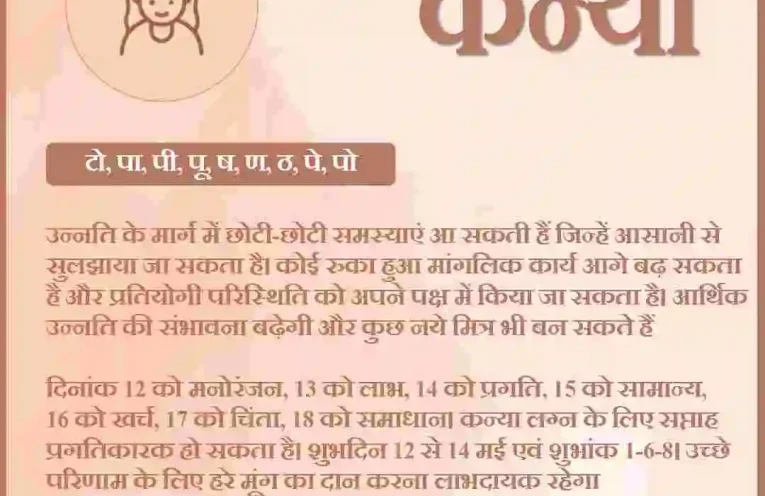 कन्या
टो, पा, पी, पू, ष, ण, ठ, पे, पो
उन्नति के मार्ग में छोटी-छोटी समस्याएं आ सकती हैं जिन्हें आसानी से
सुलझाया जा सकता है। कोई रुका हुआ मांगलिक कार्य आगे बढ़ सकता
है और प्रतियोगी परिस्थिति को अपने पक्ष में किया जा सकता है। आर्थिक
उन्नति की संभावना बढ़ेगी और कुछ नये मित्र भी बन सकते हैं
दिनांक 12 को मनोरंजन, 13 को लाभ, 14 को प्रगति, 15 को सामान्य,
16 को खर्च, 17 को चिंता, 18 को समाधान। कन्या लग्न के लिए सप्ताह
प्रगतिकारक हो सकता है। शुभदिन 12 से 14 मई एवं शुभांक 1-6-8। उच्छे
परिणाम के लिए हरे मूंग का दान करना लाभदायक रहेगा